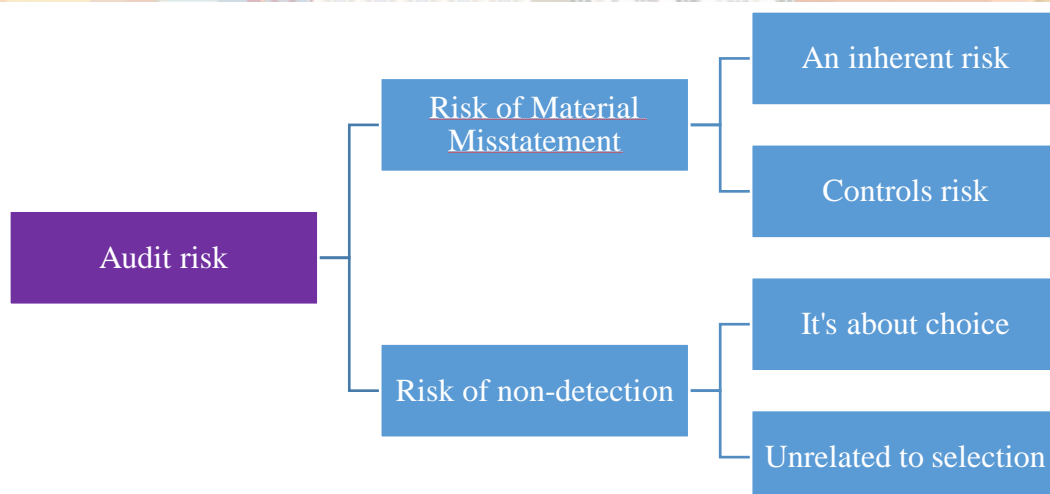 An inherent risk
Risk of Material
Misstatement
Controls risk
Audit risk
It's about choice
Risk of non-detection
Unrelated to selection